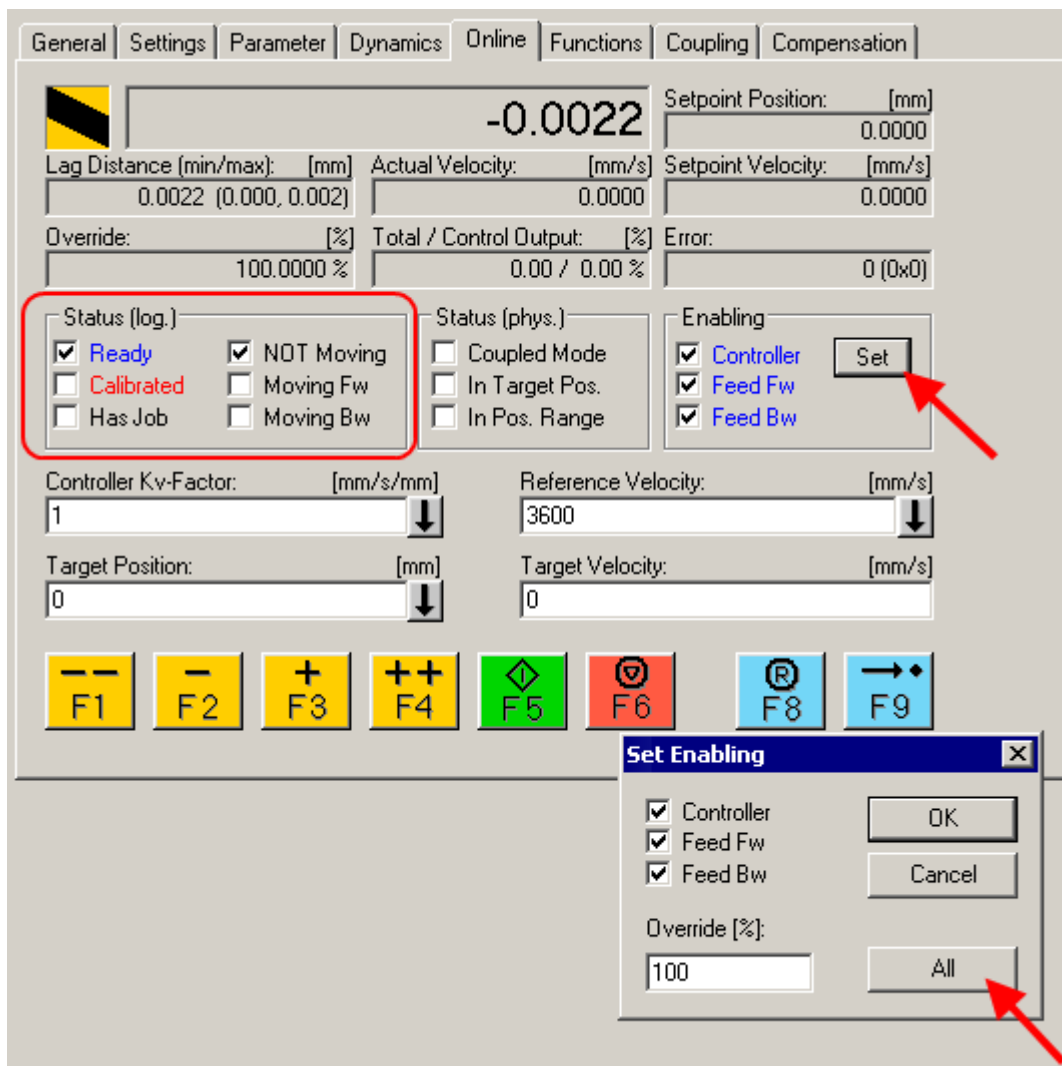 General Settings Parameter Dynamics Online Functions Coupling Compensation
-0.0022
Setpoint Position: [mm]
0.0000
Lag Distance (min/max): [mm] Actual Velocity: [mm/s] Setpoint Velocity: [mm/s]
0.0022 (0.000, 0.002) 0.0000 0.0000
Override: [%] Total / Control Output: [%] Error:
100.0000 % 0.00 / 0.00 % 0 (0x0)
Status (log.) Status (phys.) Enabling
Ready NOT Moving Coupled Mode Controller Set
Calibrated Moving Fw In Target Pos. Feed Fw
Has Job Moving Bw In Pos. Range Feed Bw
Controller Kv-Factor: [mm/s/mm] Reference Velocity: [mm/s]
1 3600
Target Position: [mm] Target Velocity: [mm/s]
0 0
-- - + ++ R
F1 F2 F3 F4 F5 F6 F8 F9
Set Enabling
Controller OK
Feed Fw
Feed Bw Cancel
Override [%]:
100 All